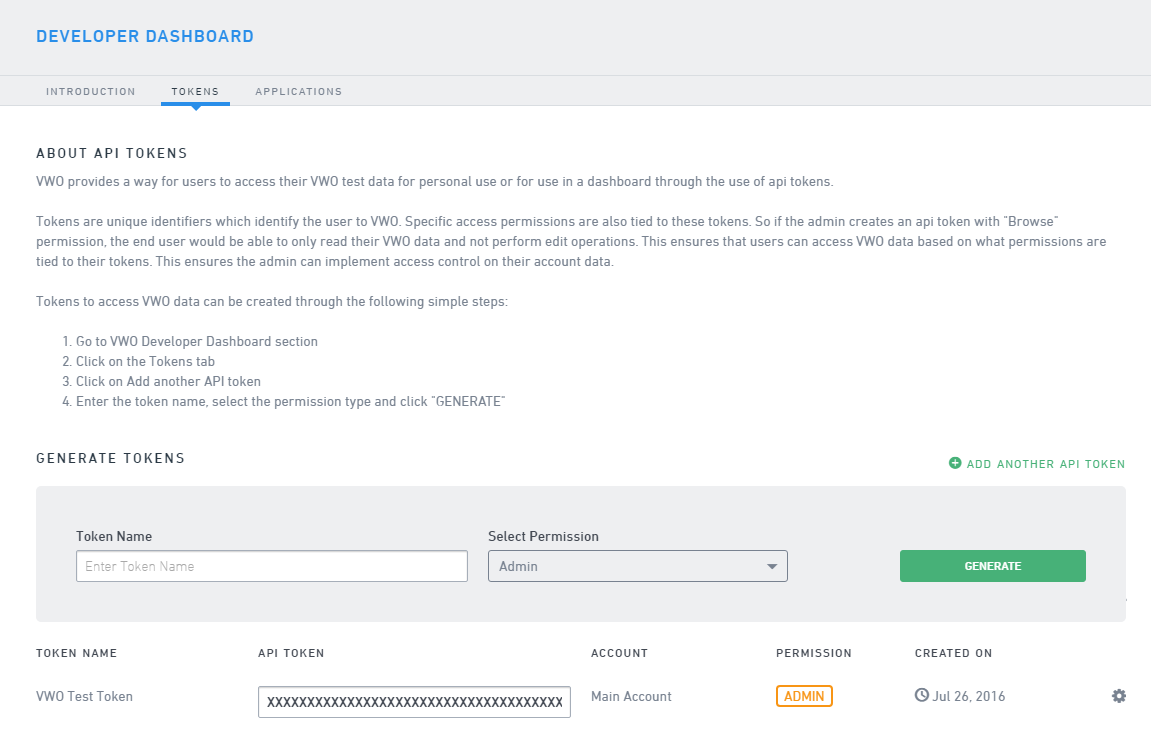 DEVELOPER DASHBOARD
INTRODUCTION TOKENS APPLICATIONS
ABOUT API TOKENS
VWO provides a way for users to access their VWO test data for personal use or for use in a dashboard through the use of api tokens.
Tokens are unique identifiers which identify the user to VWO. Specific access permissions are also tied to these tokens. So if the admin creates an api token with "Browse"
permission, the end user would be able to only read their VWO data and not perform edit operations. This ensures that users can access VWO data based on what permissions are
tied to their tokens. This ensures the admin can implement access control on their account data.
Tokens to access VWO data can be created through the following simple steps:
1. Go to VWO Developer Dashboard section
2. Click on the Tokens tab
3. Click on Add another API token
4. Enter the token name, select the permission type and click "GENERATE"
GENERATE TOKENS
ADD ANOTHER API TOKEN
Token Name Select Permission
Enter Token Name Admin GENERATE
TOKEN NAME API TOKEN ACCOUNT PERMISSION CREATED ON
VWO Test Token XXXXXXXXXXXXXXXXXXXXXXXXXXXXXXXXXXXXX Main Account ADMIN Jul 26, 2016